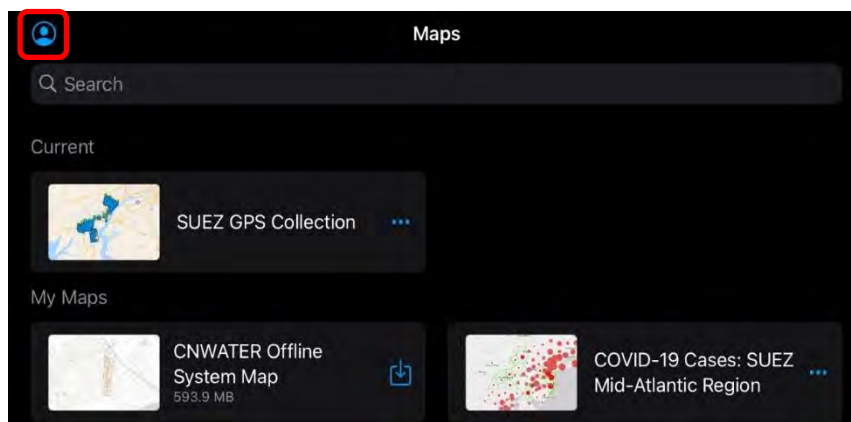 Maps
Search
Current
SUEZ GPS Collection
My Maps
CNWATER Offline
System Map
593.9 MB
COVID-19 Cases: SUEZ
Mid-Atlantic Region